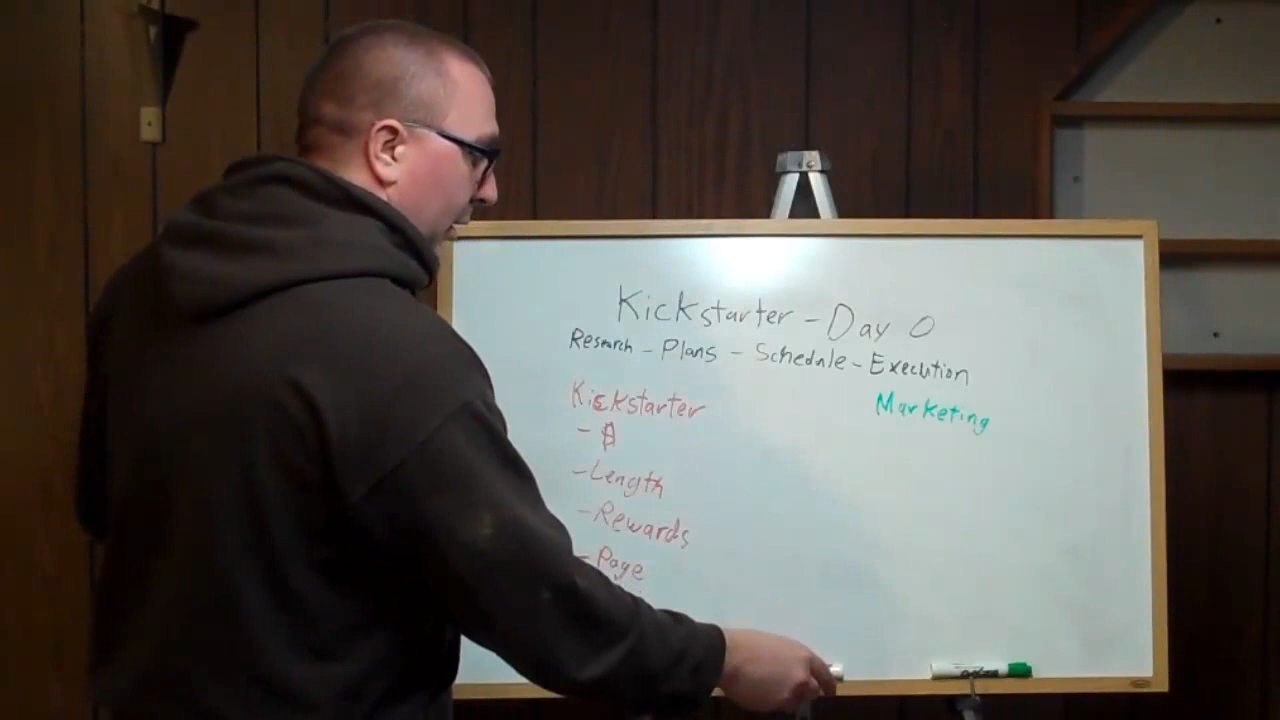 Kickstarter - Day 0
Research - Plans - Schedule - Execution
Kickstarter
Marketing
- $
- Length
- Rewards
- Page